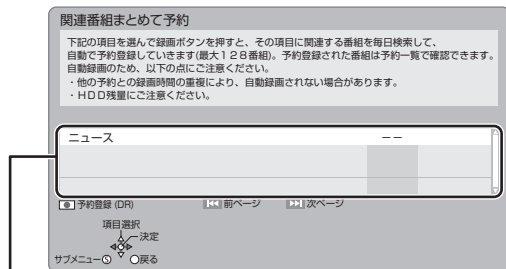 関連番組まとめて予約
下記の項目を選んで録画ボタンを押すと、その項目に関連する番組を毎日検索して、
自動で予約登録していきます(最大128番組)。予約登録された番組は予約一覧で確認できます。
自動録画のため、以下の点にご注意ください。
・他の予約との録画時間の重複により、自動録画されない場合があります。
・HDD残量にご注意ください。
ニュース ――
予約登録 (DR) 前ページ 次ページ
項目選択
決定
サブメニュー S 戻る